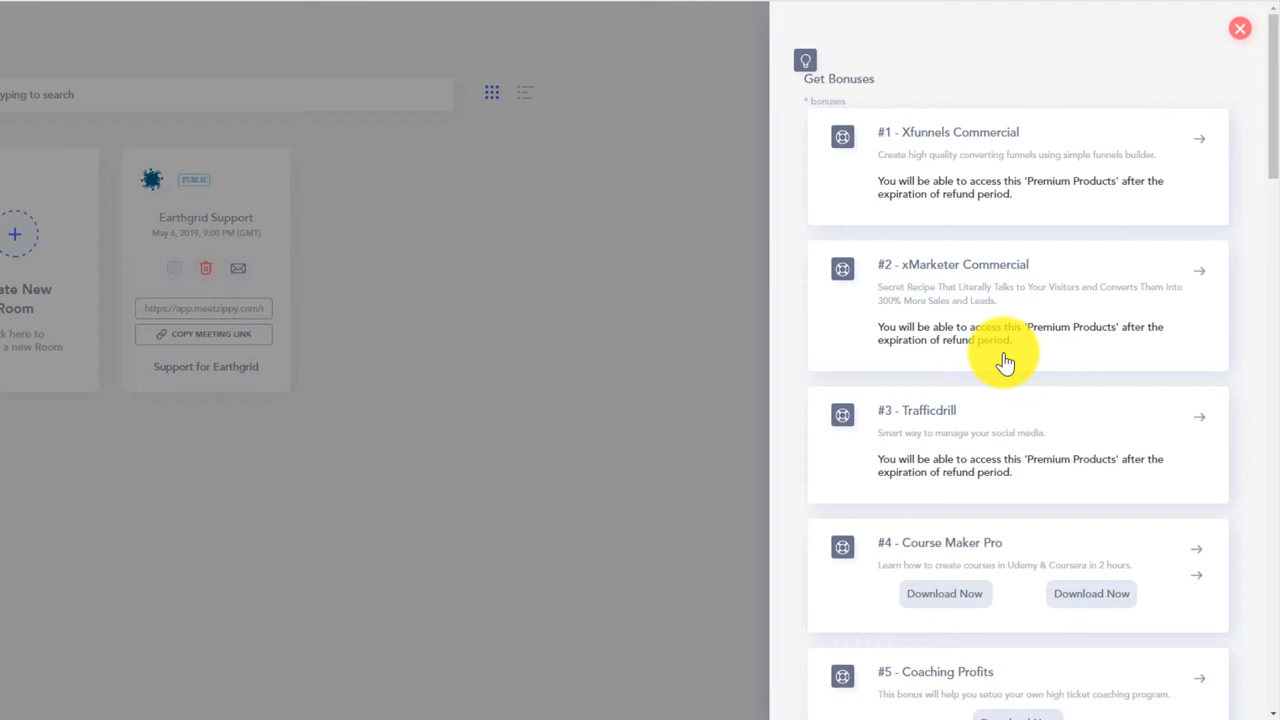 yping to search
PUBLIC
Earthgrid Support
May 6, 2019, 9:00 PM (GMT)
https://app.meetzippy.com/r
COPY MEETING LINK
Support for Earthgrid
ate New
Room
ck here to
a new Room
Get Bonuses
* bonuses
#1 - Xfunnels Commercial
Create high quality converting funnels using simple funnels builder.
You will be able to access this 'Premium Products' after the
expiration of refund period.
#2 - xMarketer Commercial
Secret Recipe That Literally Talks to Your Visitors and Converts Them Into
300% More Sales and Leads.
You will be able to access this 'Premium Products' after the
expiration of refund period.
#3 - Trafficdrill
Smart way to manage your social media.
You will be able to access this 'Premium Products' after the
expiration of refund period.
#4 - Course Maker Pro
Learn how to create courses in Udemy & Coursera in 2 hours.
Download Now Download Now
#5 - Coaching Profits
This bonus will help you setuo your own high ticket coaching program.